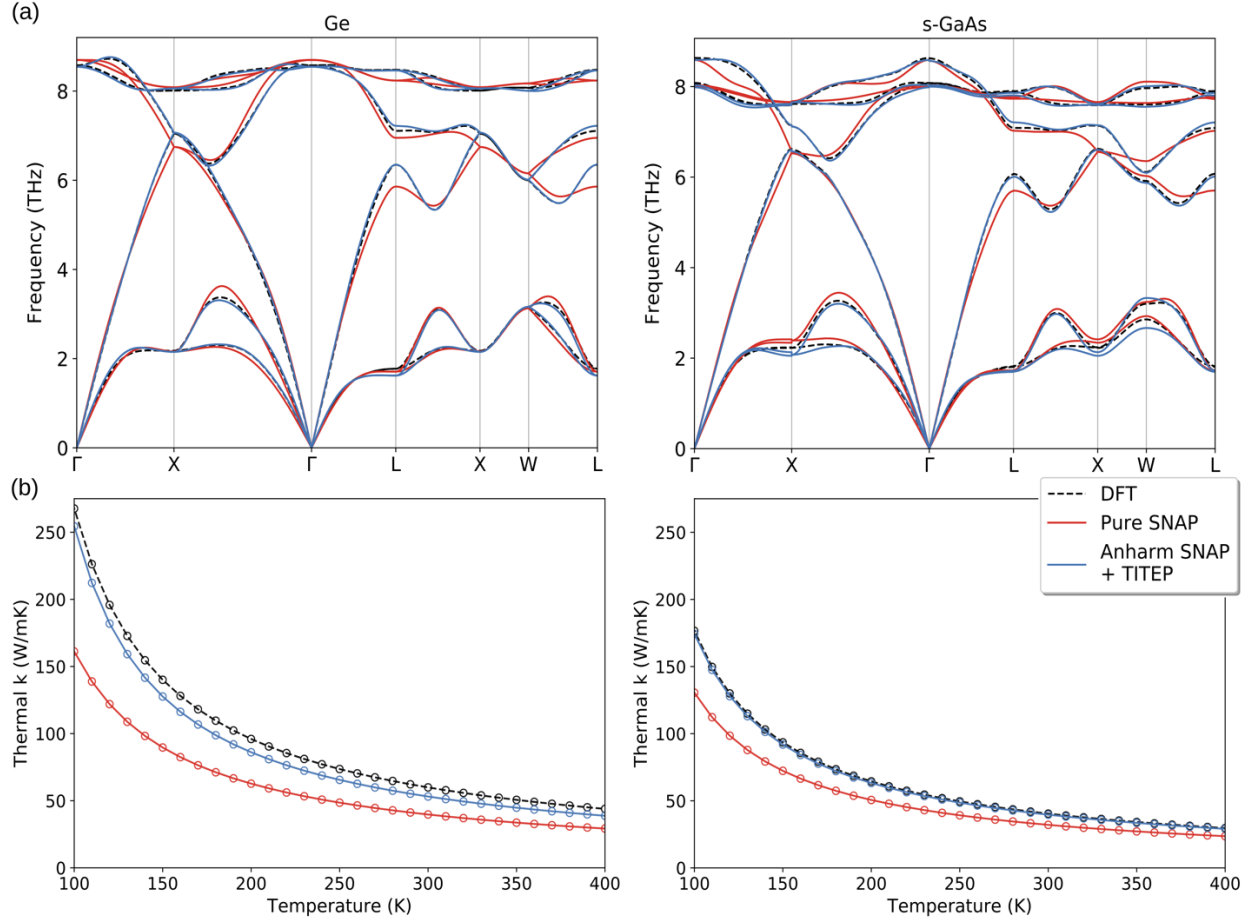 (a)
Ge
s-GaAs
Frequency (THz)
8
6
4
2
0
Γ X Γ L X W L
Frequency (THz)
8
6
4
2
0
Γ X Γ L X W L
(b)
DFT
Pure SNAP
Anharm SNAP
+ TITEP
Thermal k (W/mK)
250
200
150
100
50
0
100 150 200 250 300 350 400
Temperature (K)
Thermal k (W/mK)
250
200
150
100
50
0
100 150 200 250 300 350 400
Temperature (K)